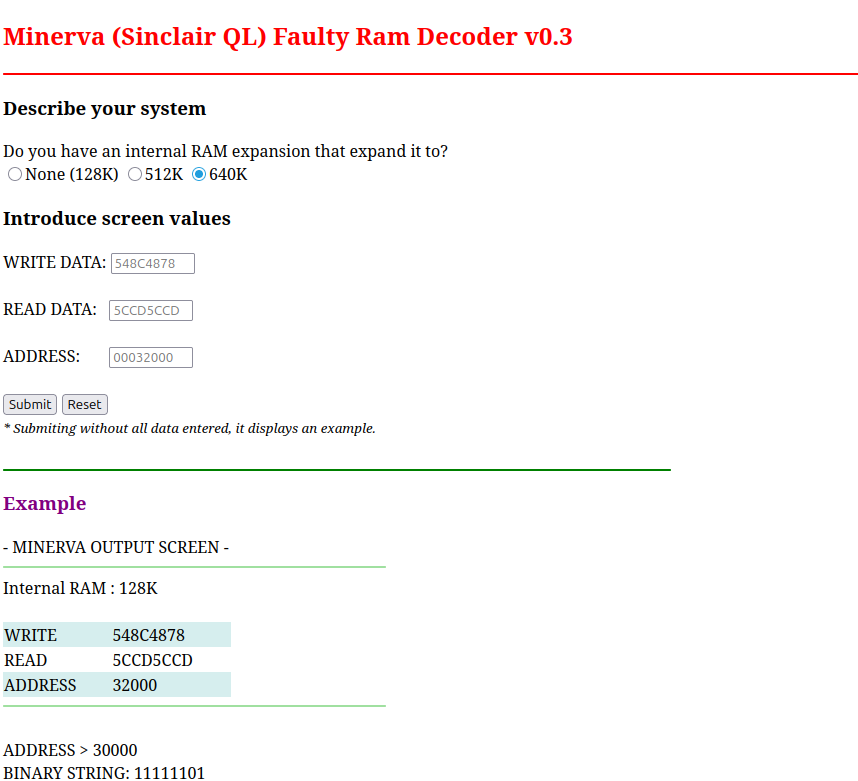 Minerva (Sinclair QL) Faulty Ram Decoder v0.3
Describe your system
Do you have an internal RAM expansion that expand it to?
None (128K) 512K 640K
Introduce screen values
WRITE DATA: 548C4878
READ DATA: 5CCD5CCD
ADDRESS: 00032000
Submit Reset
* Submiting without all data entered, it displays an example.
Example
- MINERVA OUTPUT SCREEN -
Internal RAM : 128K
WRITE 548C4878
READ 5CCD5CCD
ADDRESS 32000
ADDRESS > 30000
BINARY STRING: 11111101